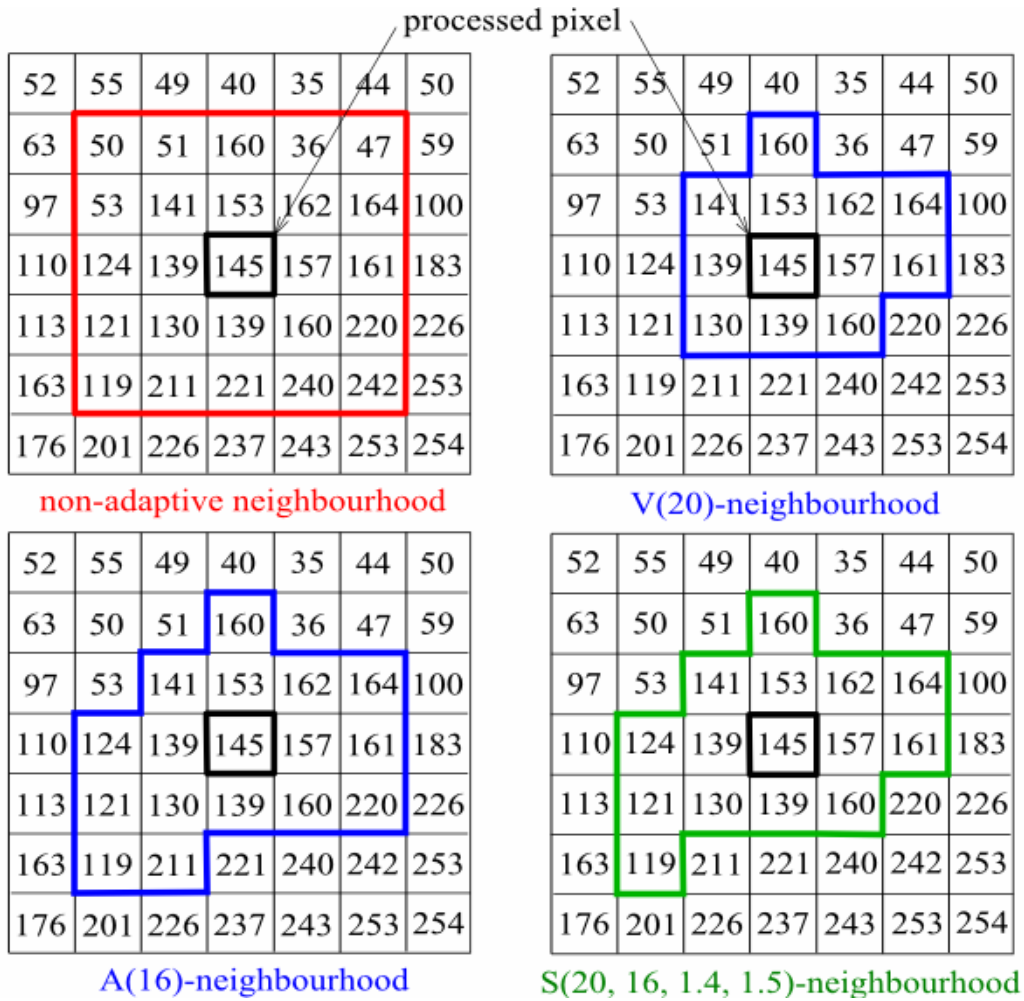 processed pixel
52 55 49 40 35 44 50
63 50 51 160 36 47 59
97 53 141 153 162 164 100
110 124 139 145 157 161 183
113 121 130 139 160 220 226
163 119 211 221 240 242 253
176 201 226 237 243 253 254
non-adaptive neighbourhood
52 55 49 40 35 44 50
63 50 51 160 36 47 59
97 53 141 153 162 164 100
110 124 139 145 157 161 183
113 121 130 139 160 220 226
163 119 211 221 240 242 253
176 201 226 237 243 253 254
V(20)-neighbourhood
52 55 49 40 35 44 50
63 50 51 160 36 47 59
97 53 141 153 162 164 100
110 124 139 145 157 161 183
113 121 130 139 160 220 226
163 119 211 221 240 242 253
176 201 226 237 243 253 254
A(16)-neighbourhood
52 55 49 40 35 44 50
63 50 51 160 36 47 59
97 53 141 153 162 164 100
110 124 139 145 157 161 183
113 121 130 139 160 220 226
163 119 211 221 240 242 253
176 201 226 237 243 253 254
S(20, 16, 1.4, 1.5)-neighbourhood